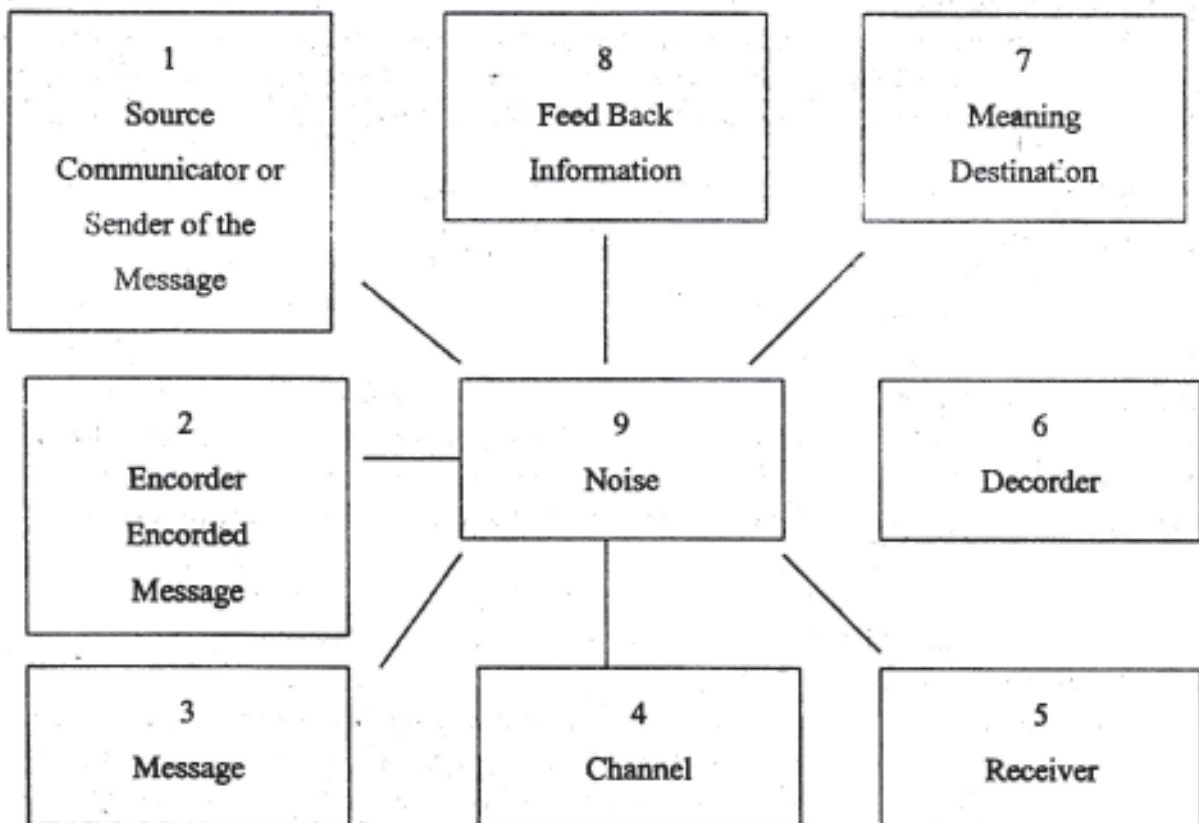 1
Source
Communicator or
Sender of the
Message
8
Feed Back
Information
7
Meaning
Destination
2
Encorder
Encorded
Message
9
Noise
6
Decorder
3
Message
4
Channel
5
Receiver